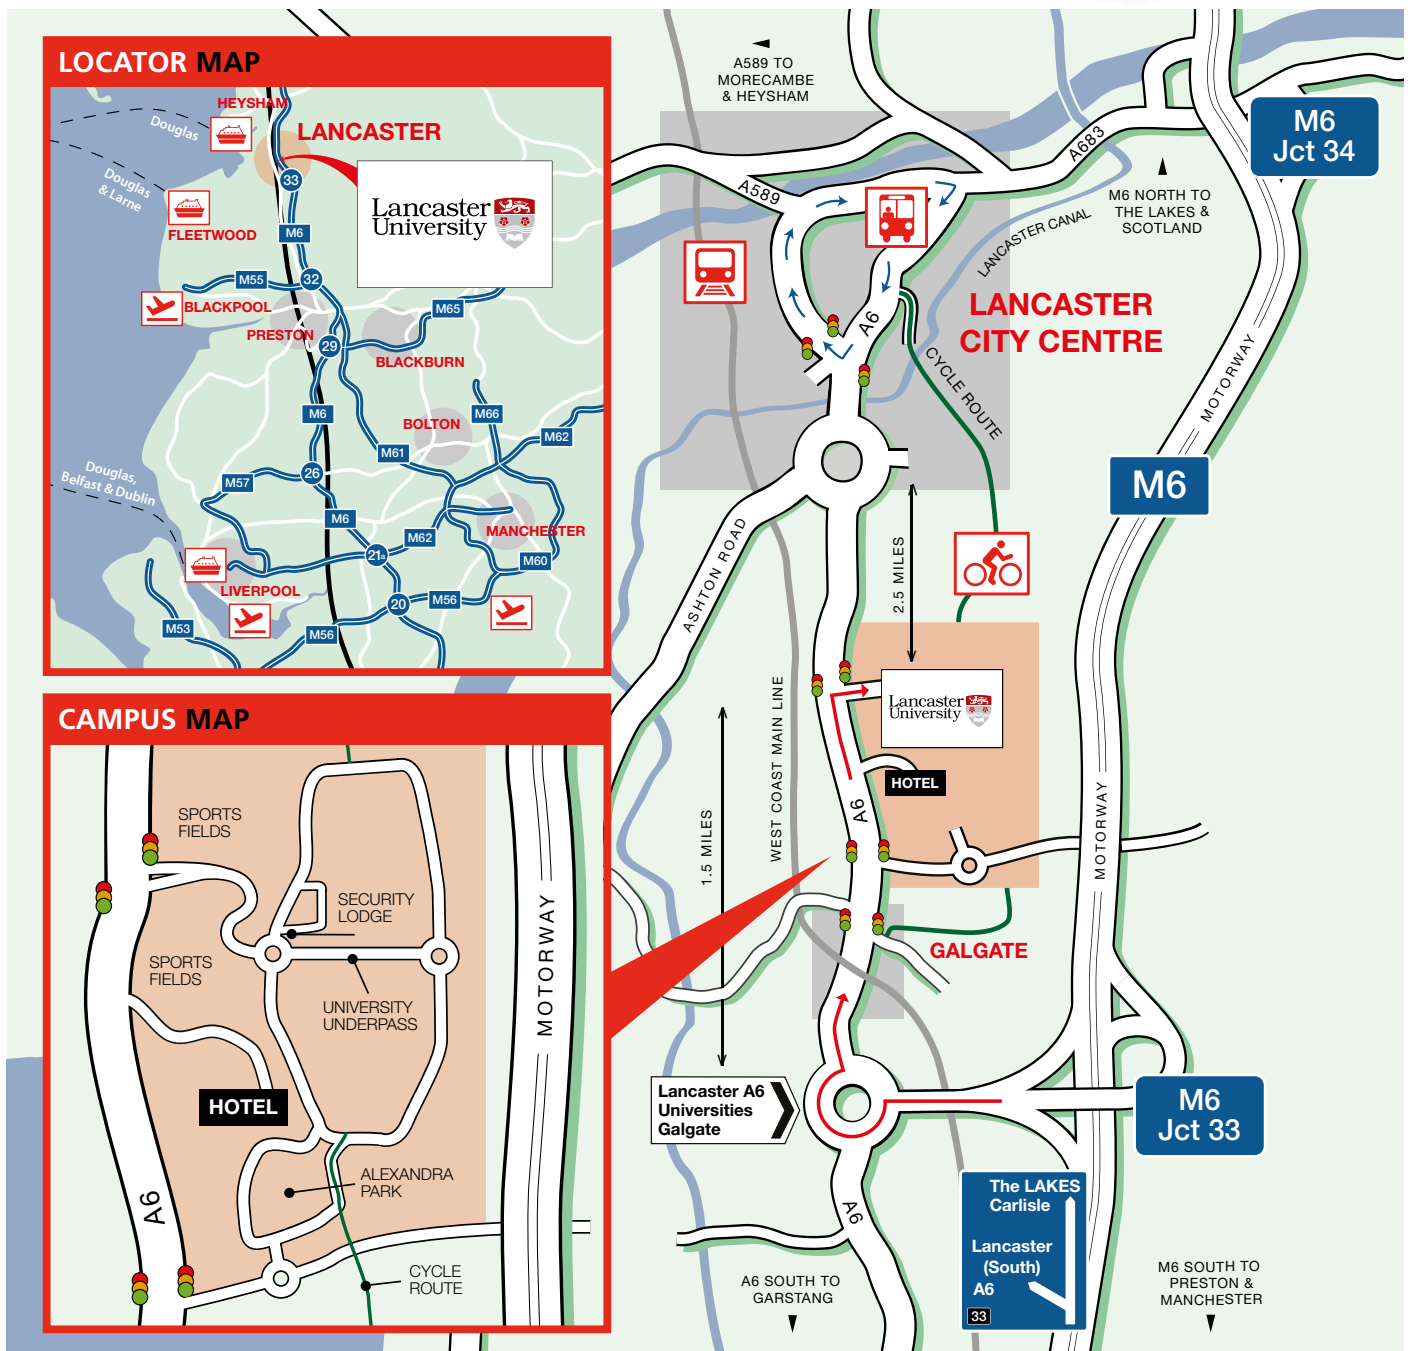 LOCATOR MAP
HEYSHAM
Douglas
LANCASTER
Douglas
& Larne
33
Lancaster
University
FLEETWOOD
M6
M55
32
BLACKPOOL
M65
PRESTON
29
BLACKBURN
M6
BOLTON
M66
M62
M61
Douglas,
Belfast & Dublin
26
M57
M6
MANCHESTER
M62
21a
M60
LIVERPOOL
20
M56
M53
M56
CAMPUS MAP
SPORTS
FIELDS
SECURITY
LODGE
SPORTS
FIELDS
UNIVERSITY
UNDERPASS
MOTORWAY
HOTEL
ALEXANDRA
PARK
A6
CYCLE
ROUTE
A589 TO
MORECAMBE
& HEYSHAM
M6
Jct 34
A683
A589
M6 NORTH TO
THE LAKES &
SCOTLAND
LANCASTER CANAL
LANCASTER
CITY CENTRE
A6
CYCLE ROUTE
MOTORWAY
M6
ASHTON ROAD
2.5 MILES
WEST COAST MAIN LINE
Lancaster
University
HOTEL
A6
1.5 MILES
MOTORWAY
GALGATE
Lancaster A6
Universities
Galgate
M6
Jct 33
A6
The LAKES
Carlisle
Lancaster
(South)
A6
33
A6 SOUTH TO
GARSTANG
M6 SOUTH TO
PRESTON &
MANCHESTER